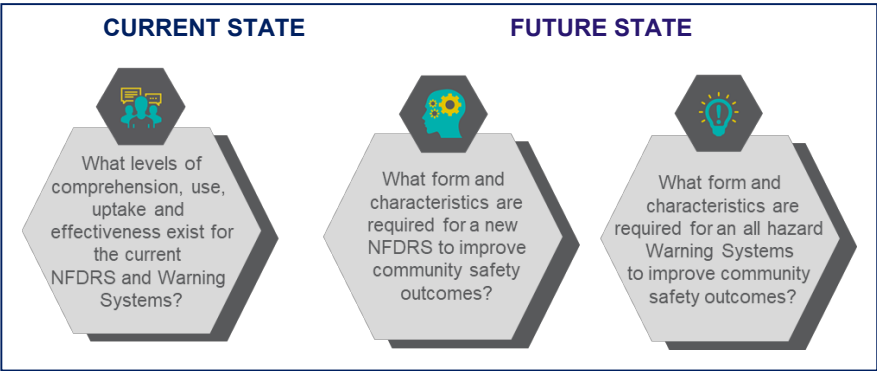 CURRENT STATE
FUTURE STATE
What levels of
comprehension, use,
uptake and
effectiveness exist for
the current
NFDRS and Warning
Systems?
What form and
characteristics are
required for a new
NFDRS to improve
community safety
outcomes?
What form and
characteristics are
required for an all hazard
Warning Systems
to improve community
safety outcomes?